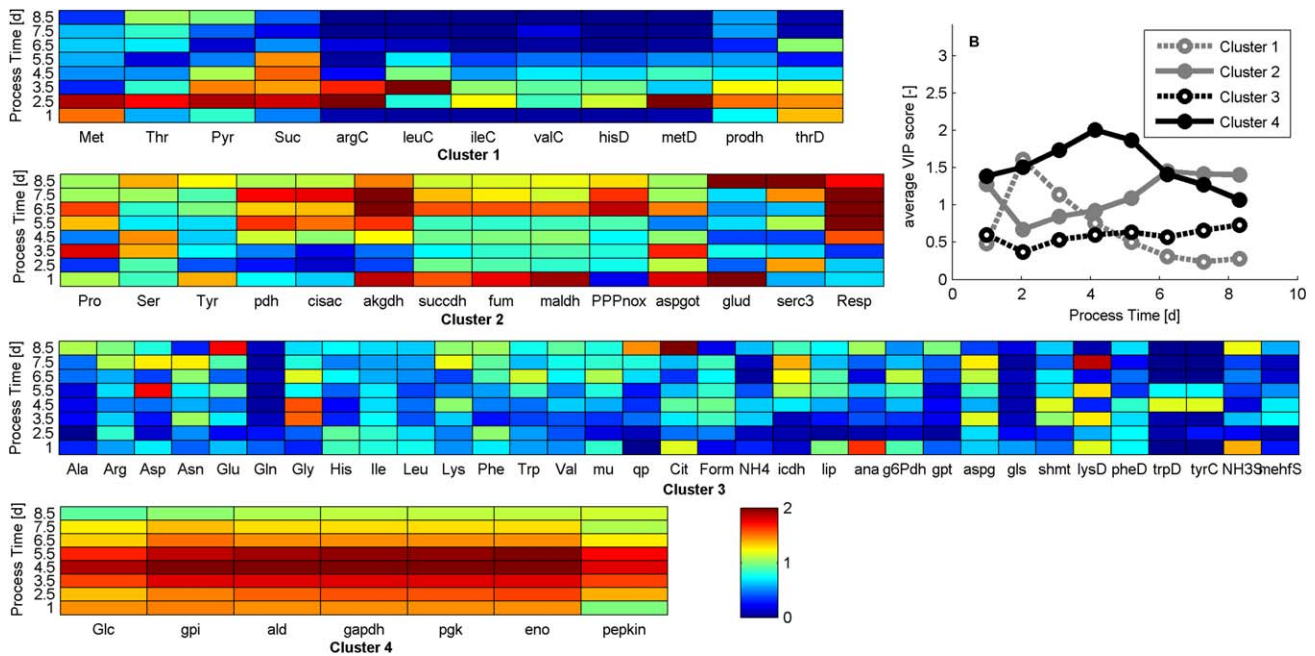 Process Time [d]
8.5
7.5
6.5
5.5
4.5
3.5
2.5
1
Met Thr Pyr Suc argC leuC ileC valC hisD metD prodh thrD
Cluster 1
B
average VIP score [-]
3
2.5
2
1.5
1
0.5
0
0 2 4 6 8 10
Process Time [d]
Cluster 1
Cluster 2
Cluster 3
Cluster 4
Process Time [d]
8.5
7.5
6.5
5.5
4.5
3.5
2.5
1
Pro Ser Tyr pdh cisac akgdh succdh fum maldh PPPnox aspgot glud serc3 Resp
Cluster 2
Process Time [d]
8.5
7.5
6.5
5.5
4.5
3.5
2.5
1
Ala Arg Asp Asn Glu Gln Gly His Ile Leu Lys Phe Trp Val mu qp Cit Form NH4 icdh lip ana g6Pdh gpt aspg gls shmt lysD pheD trpD tyrC NH3S mehfS
Cluster 3
Process Time [d]
8.5
7.5
6.5
5.5
4.5
3.5
2.5
1
Glc gpi ald gapdh pgk eno pepkin
Cluster 4
2
1
0